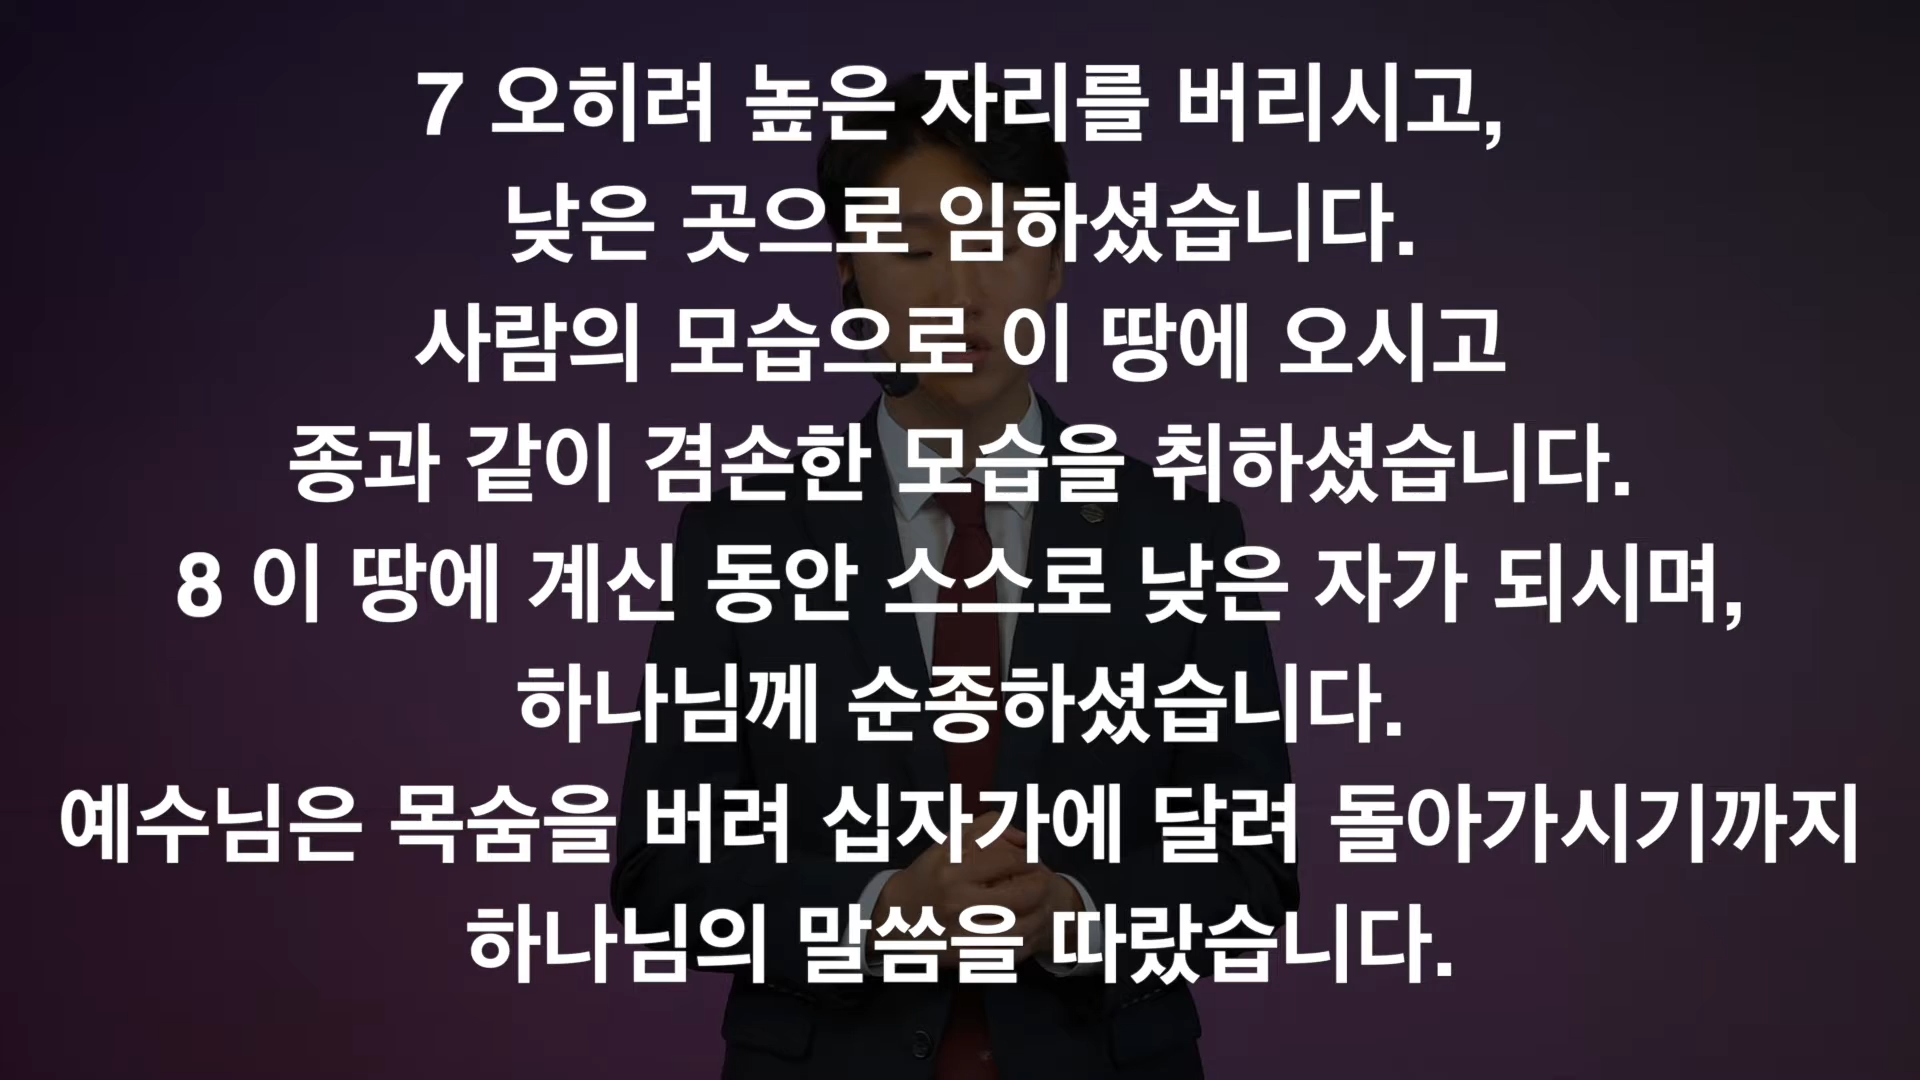 7 오히려 높은 자리를 버리시고,
낮은 곳으로 임하셨습니다.
사람의 모습으로 이 땅에 오시고
종과 같이 겸손한 모습을 취하셨습니다.
8 이 땅에 계신 동안 스스로 낮은 자가 되시며,
하나님께 순종하셨습니다.
예수님은 목숨을 버려 십자가에 달려 돌아가시기까지
하나님의 말씀을 따랐습니다.